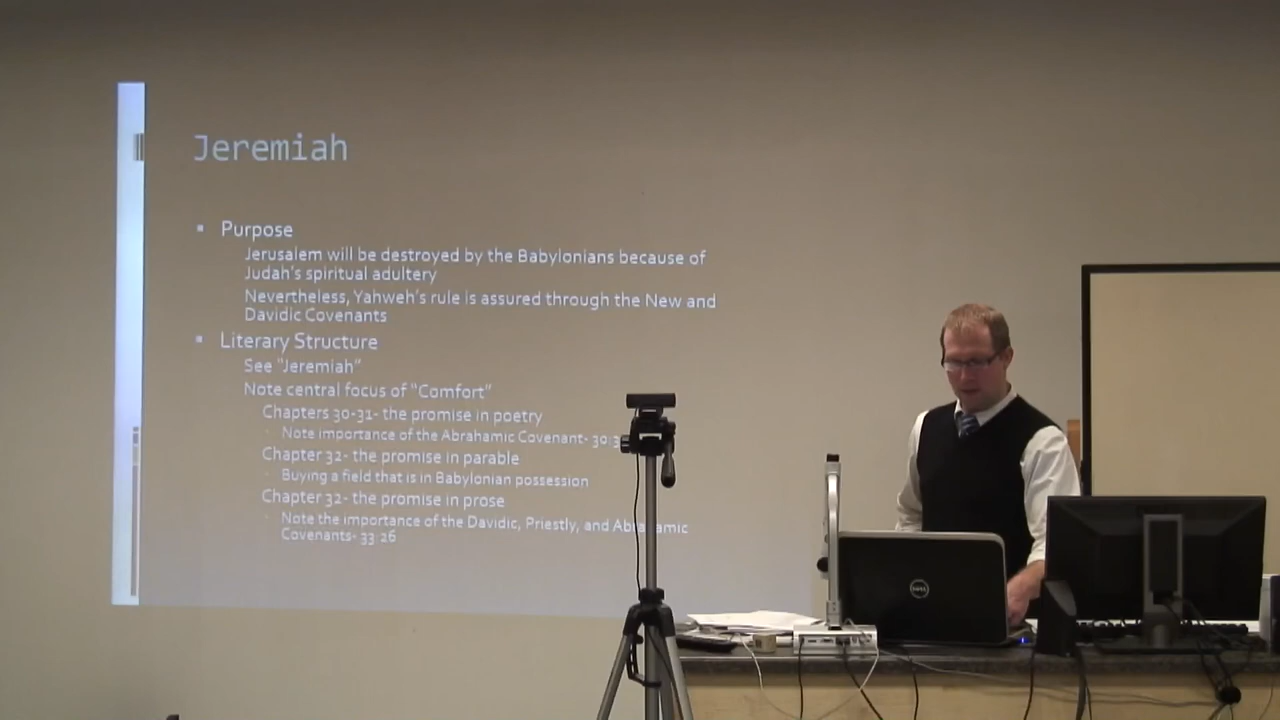 Jeremiah
▪ Purpose
Jerusalem will be destroyed by the Babylonians because of
Judah's spiritual adultery
Nevertheless, Yahweh's rule is assured through the New and
Davidic Covenants
▪ Literary Structure
See "Jeremiah"
Note central focus of "Comfort"
Chapters 30-31- the promise in poetry
Note importance of the Abrahamic Covenant- 30:3
Chapter 32- the promise in parable
Buying a field that is in Babylonian possession
Chapter 32- the promise in prose
Note the importance of the Davidic, Priestly, and Abrahamic
Covenants- 33:26
DELL